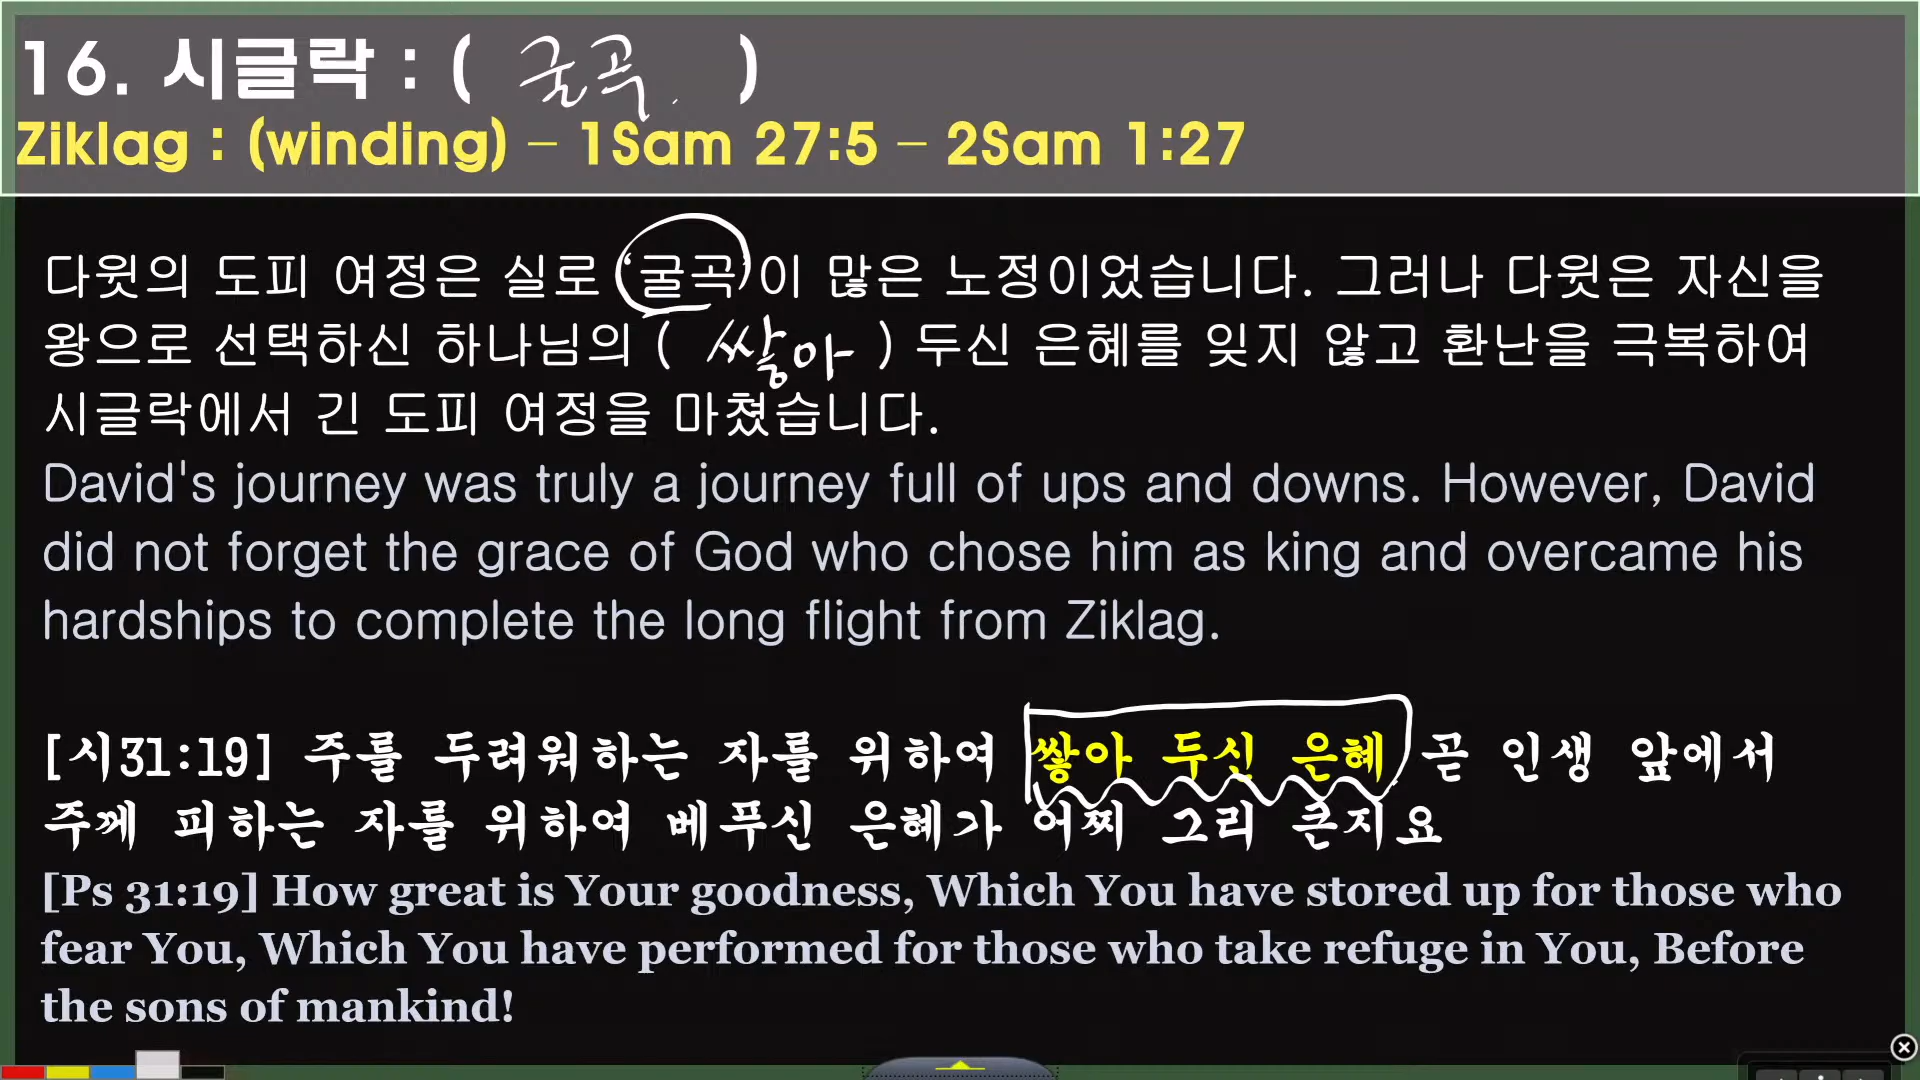 16. 시글락 : ( 굴곡. )
Ziklag : (winding) – 1Sam 27:5 – 2Sam 1:27
다윗의 도피 여정은 실로 ‘굴곡’이 많은 노정이었습니다. 그러나 다윗은 자신을
왕으로 선택하신 하나님의 ( 쌓아 ) 두신 은혜를 잊지 않고 환난을 극복하여
시글락에서 긴 도피 여정을 마쳤습니다.
David's journey was truly a journey full of ups and downs. However, David
did not forget the grace of God who chose him as king and overcame his
hardships to complete the long flight from Ziklag.
[시31:19] 주를 두려워하는 자를 위하여 쌓아 두신 은혜 곧 인생 앞에서
주께 피하는 자를 위하여 베푸신 은혜가 어찌 그리 큰지요
[Ps 31:19] How great is Your goodness, Which You have stored up for those who
fear You, Which You have performed for those who take refuge in You, Before
the sons of mankind!